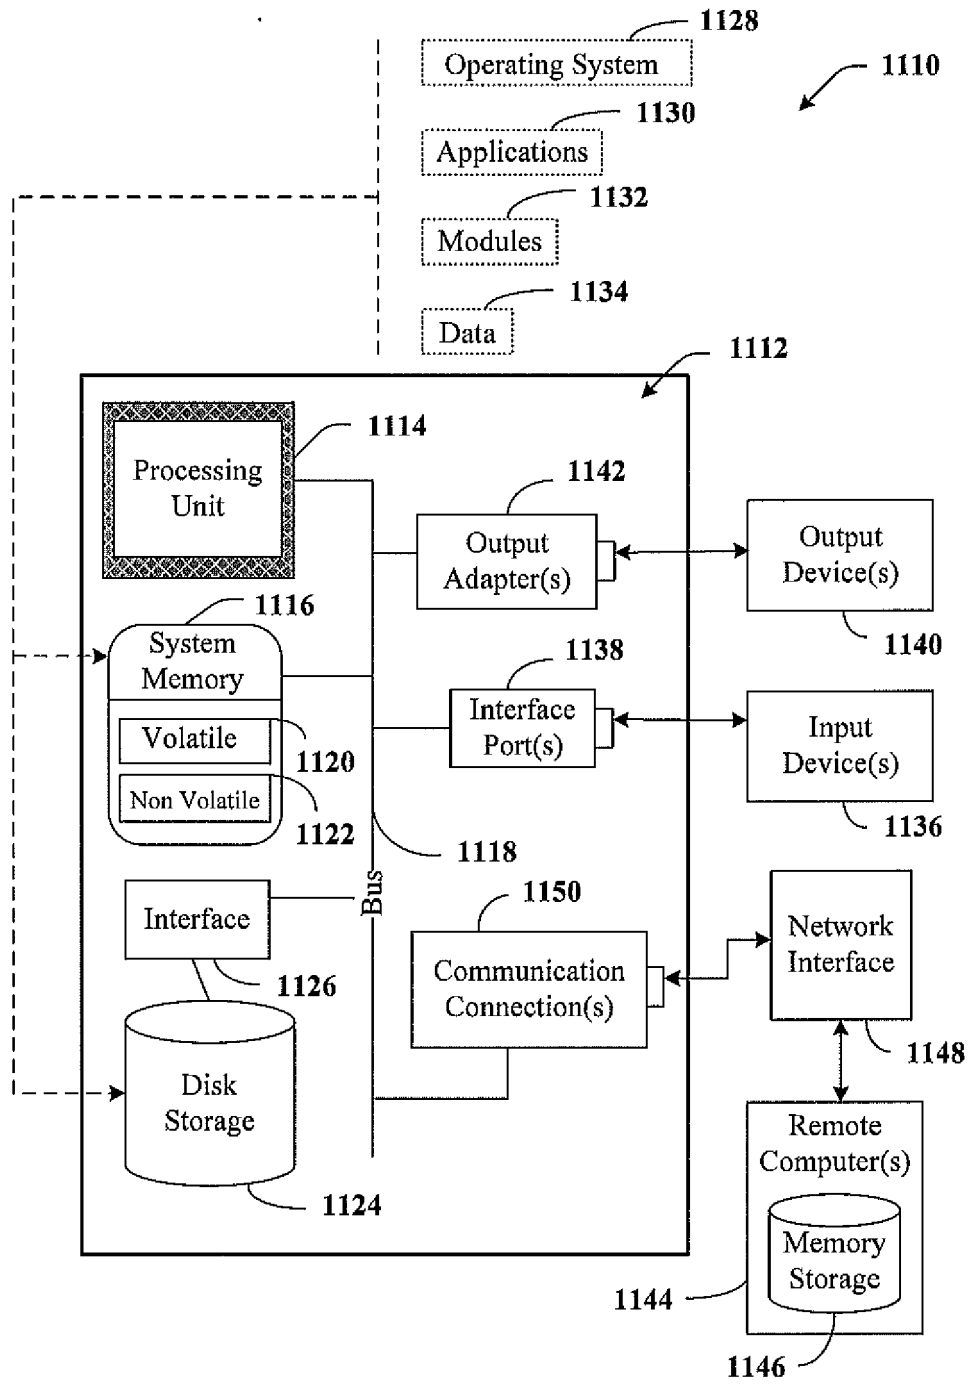 1128
Operating System
1110
1130
Applications
1132
Modules
1134
Data
1112
1114
Processing
Unit
1142
Output
Adapter(s)
Output
Device(s)
1140
1116
System
Memory
Volatile
1120
Non Volatile
1122
1138
Interface
Port(s)
Input
Device(s)
1136
1118
Bus
Interface
1126
1150
Communication
Connection(s)
Network
Interface
1148
Disk
Storage
1124
Remote
Computer(s)
Memory
Storage
1144
1146